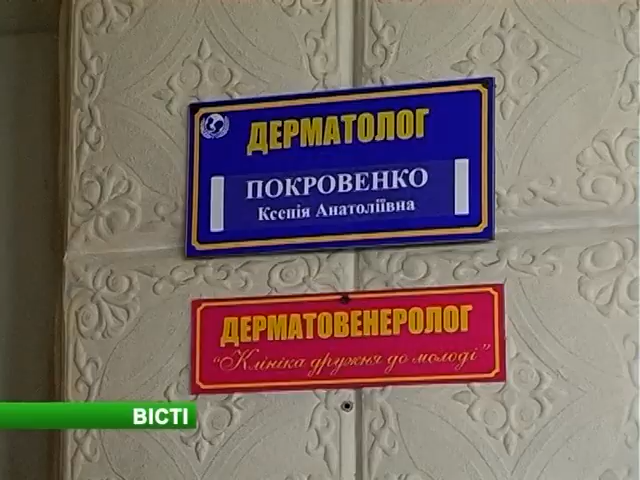 ДЕРМАТОЛОГ
ПОКРОВЕНКО
Ксенія Анатоліївна
ДЕРМАТОВЕНЕРОЛОГ
"Клініка дружня до молоді"
ВІСТІ